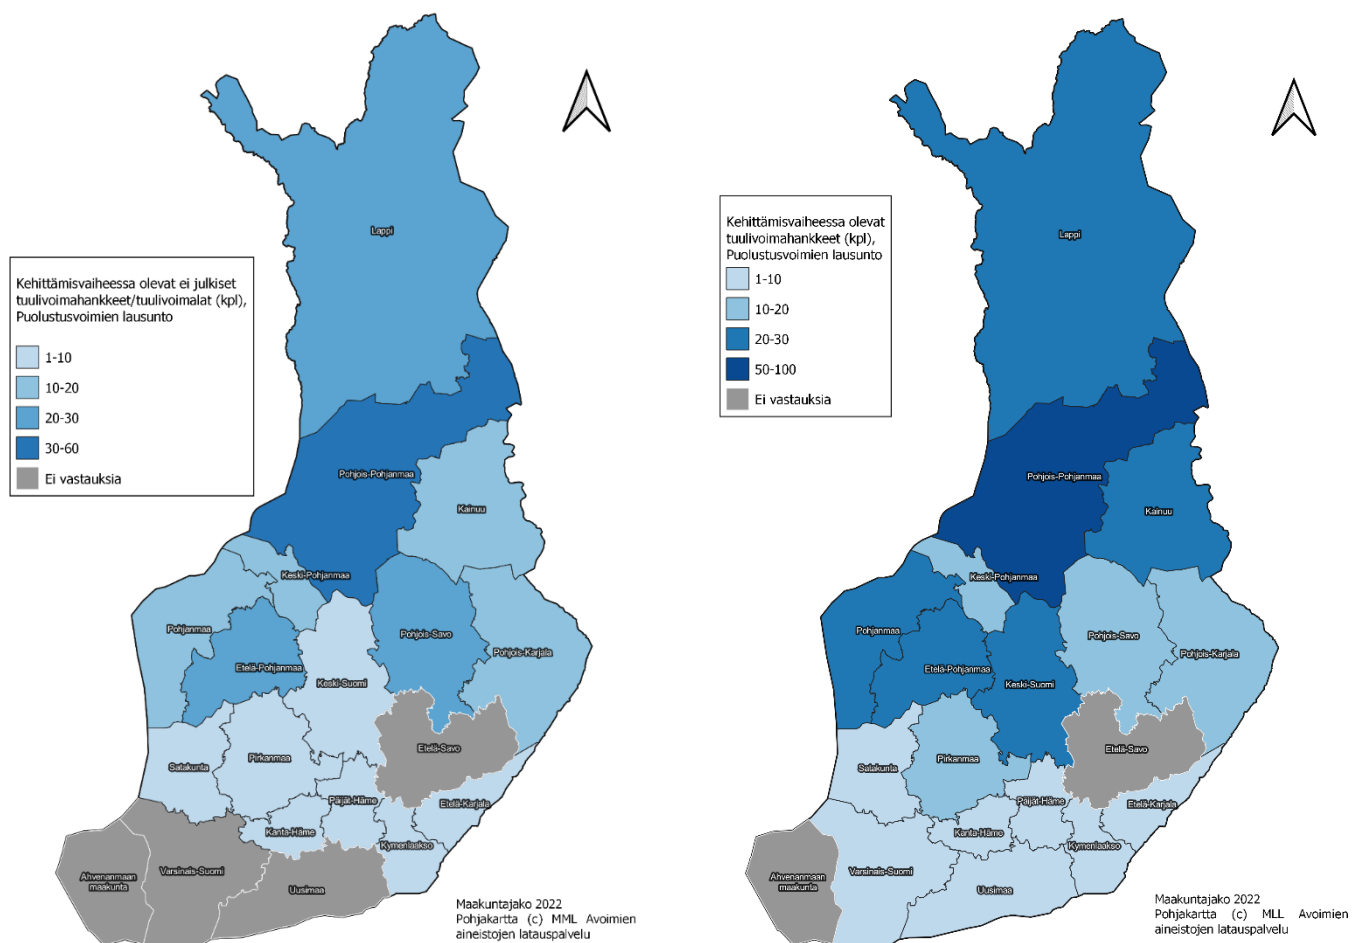 Kehittämisvaiheessa olevat ei julkiset
tuulivoimahankkeet/tuulivoimalat (kpl),
Puolustusvoimien lausunto
1-10
10-20
20-30
30-60
Ei vastauksia
Lappi
Pohjois-Pohjanmaa
Kainuu
Keski-Pohjanmaa
Pohjanmaa
Etelä-Pohjanmaa
Pohjois-Savo
Pohjois-Karjala
Keski-Suomi
Etelä-Savo
Satakunta
Pirkanmaa
Päijät-Häme
Etelä-Karjala
Kanta-Häme
Kymenlaakso
Varsinais-Suomi
Ahvenanmaan
maakunta
Uusimaa
Maakuntajako 2022
Pohjakartta (c) MML Avoimien
aineistojen latauspalvelu
Kehittämisvaiheessa olevat
tuulivoimahankkeet (kpl),
Puolustusvoimien lausunto
1-10
10-20
20-30
50-100
Ei vastauksia
Lappi
Pohjois-Pohjanmaa
Kainuu
Keski-Pohjanmaa
Pohjanmaa
Etelä-Pohjanmaa
Pohjois-Savo
Pohjois-Karjala
Keski-Suomi
Etelä-Savo
Satakunta
Pirkanmaa
Päijät-Häme
Etelä-Karjala
Kanta-Häme
Kymenlaakso
Varsinais-Suomi
Ahvenanmaan
maakunta
Uusimaa
Maakuntajako 2022
Pohjakartta (c) MLL Avoimien
aineistojen latauspalvelu